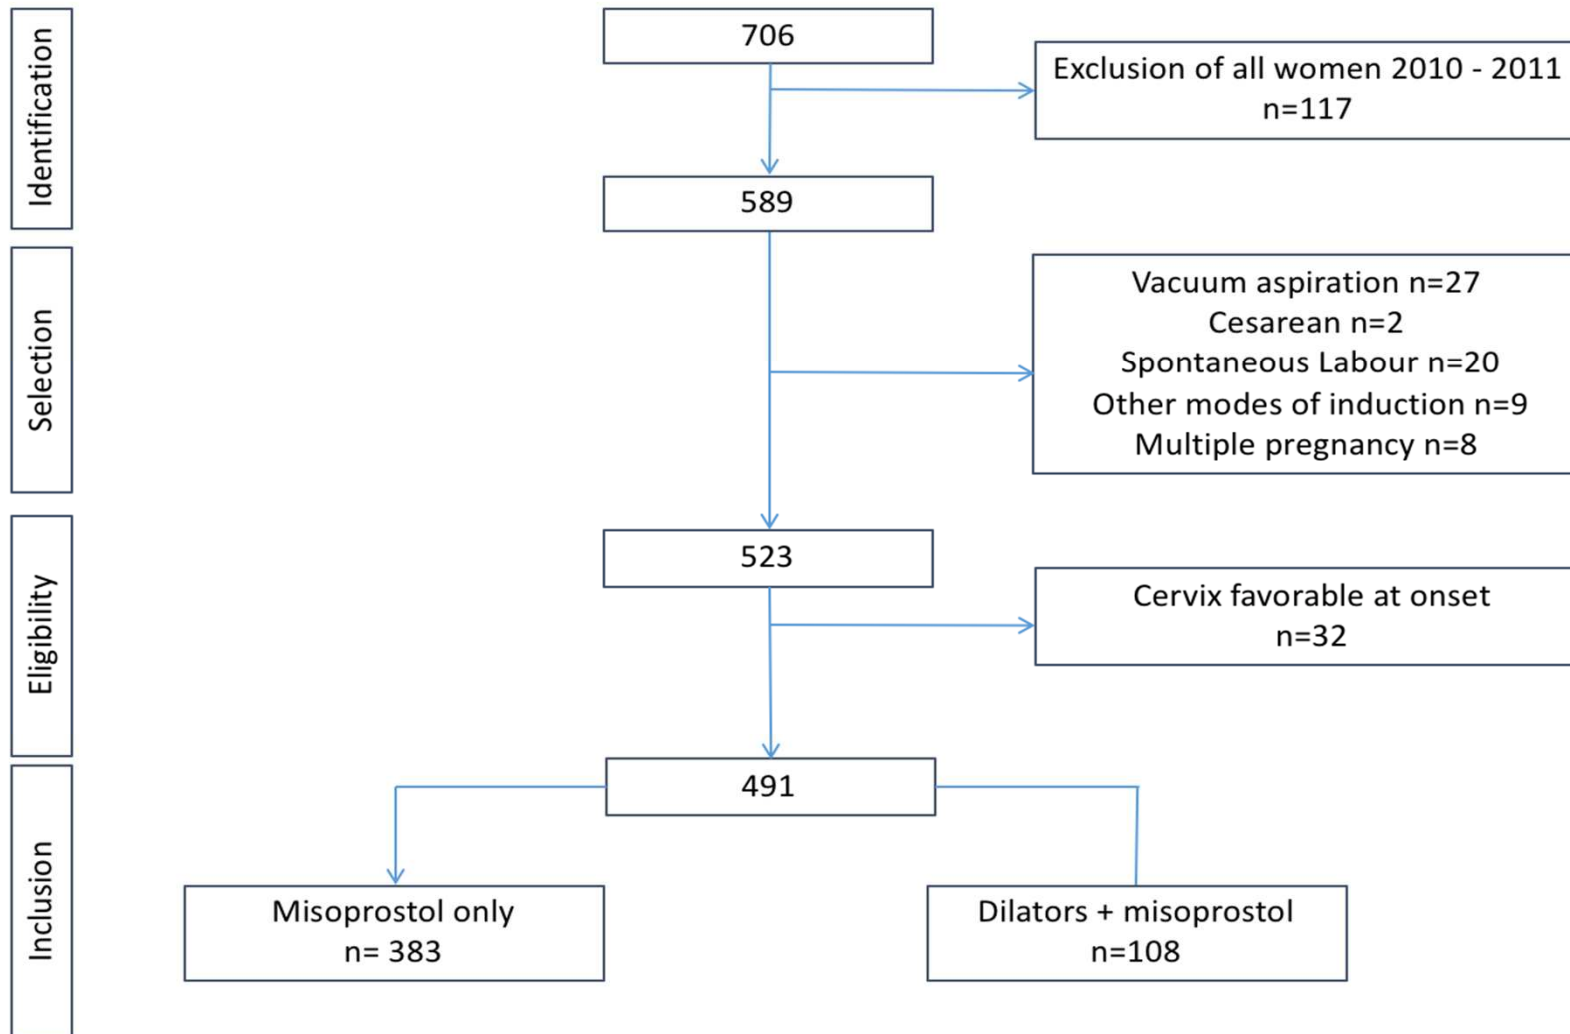 Identification
706
Exclusion of all women 2010 - 2011
n=117
589
Selection
Vacuum aspiration n=27
Cesarean n=2
Spontaneous Labour n=20
Other modes of induction n=9
Multiple pregnancy n=8
Eligibility
523
Cervix favorable at onset
n=32
Inclusion
491
Misoprostol only
n= 383
Dilators + misoprostol
n=108